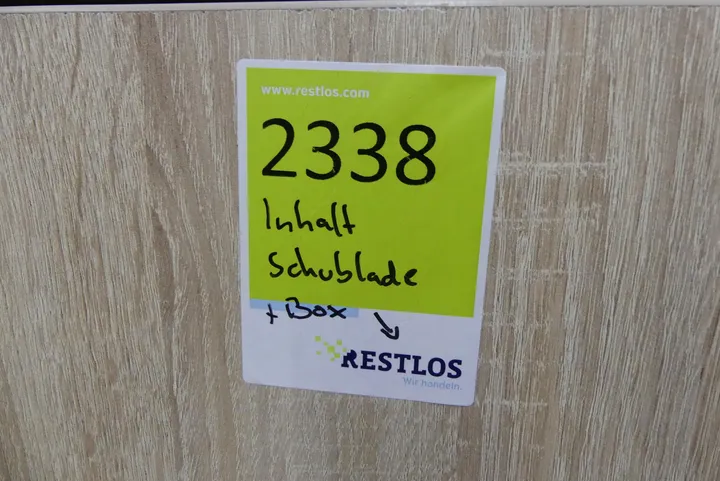 www.restlos.com
2338
Inhalt
Schublade
+ Box
RESTLOS
Wir handeln.